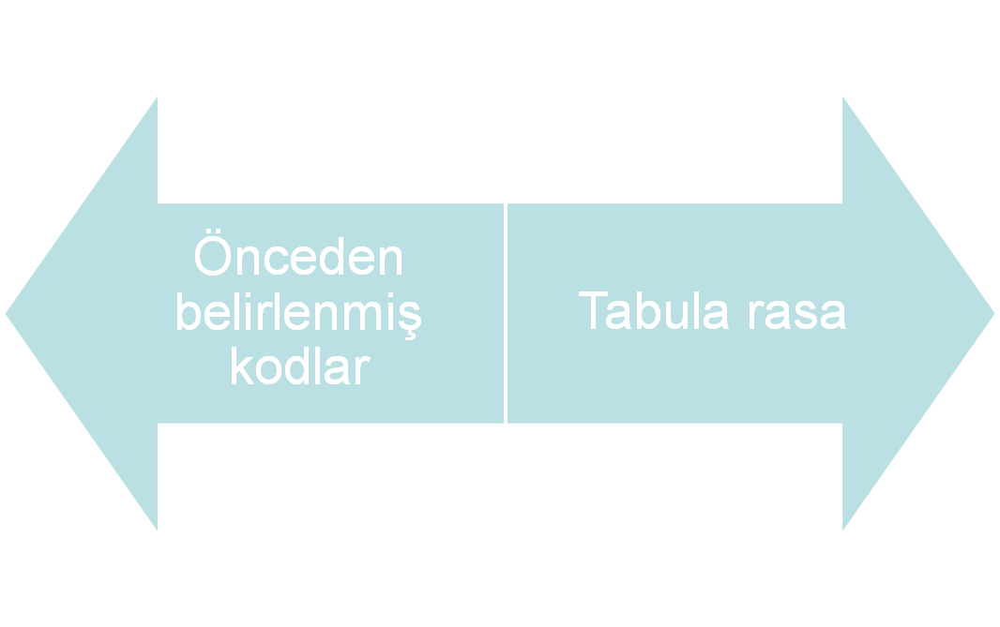 Önceden
belirlenmiş
kodlar
Tabula rasa